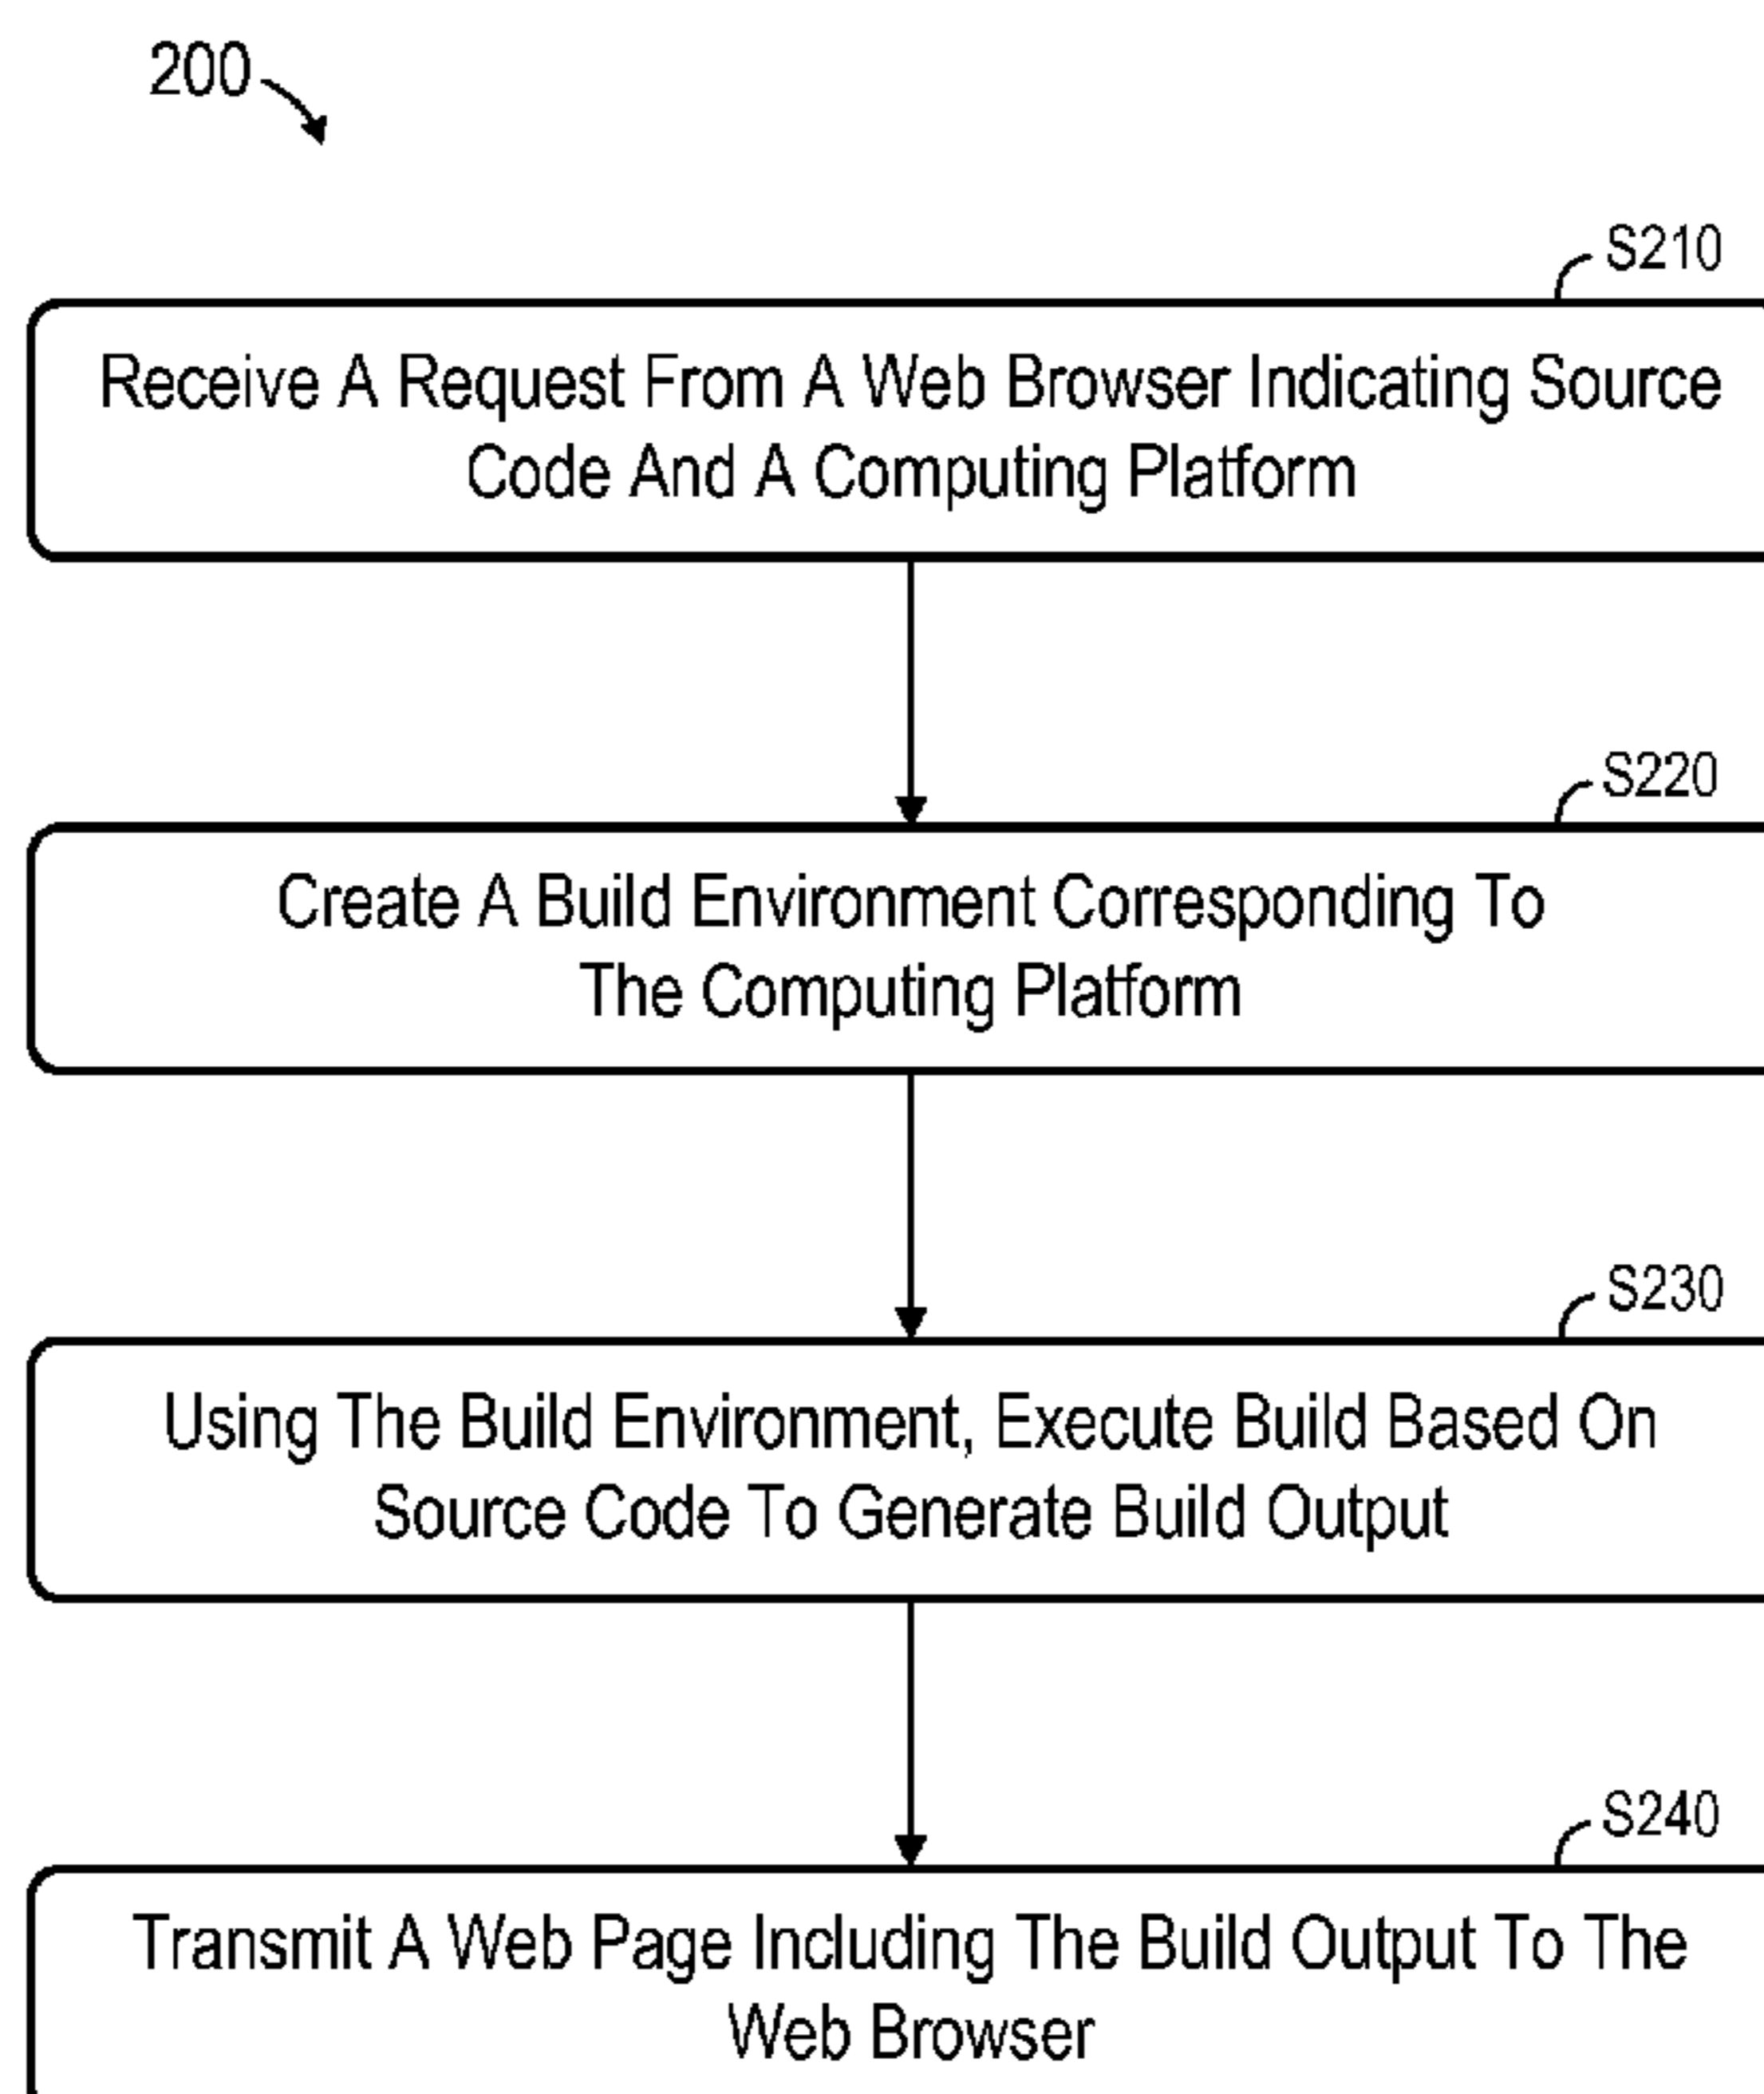 200
S210
Receive A Request From A Web Browser Indicating Source
Code And A Computing Platform
S220
Create A Build Environment Corresponding To
The Computing Platform
S230
Using The Build Environment, Execute Build Based On
Source Code To Generate Build Output
S240
Transmit A Web Page Including The Build Output To The
Web Browser